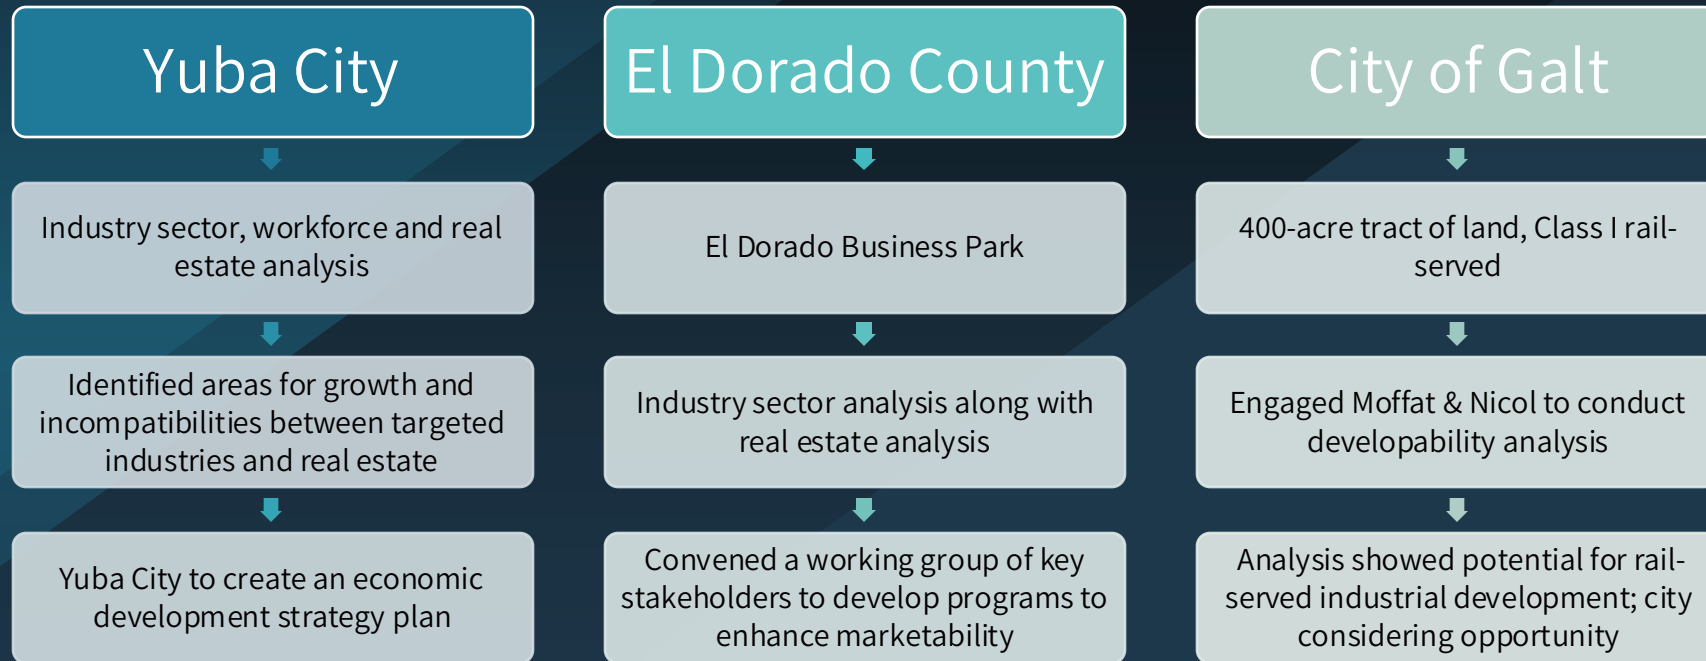 Yuba City
Industry sector, workforce and real
estate analysis
Identified areas for growth and
incompatibilities between targeted
industries and real estate
Yuba City to create an economic
development strategy plan
El Dorado County
El Dorado Business Park
Industry sector analysis along with
real estate analysis
Convened a working group of key
stakeholders to develop programs to
enhance marketability
City of Galt
400-acre tract of land, Class I rail-
served
Engaged Moffat & Nicol to conduct
developability analysis
Analysis showed potential for rail-
served industrial development; city
considering opportunity